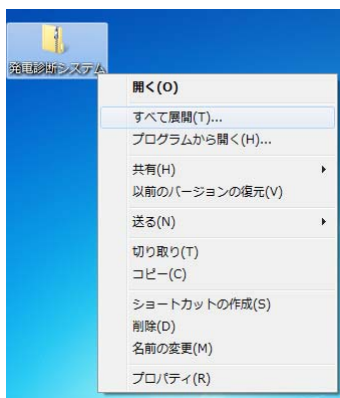 発電診断システム
開く(O)
すべて展開(T)...
プログラムから開く(H)...
共有(H)
以前のバージョンの復元(V)
送る(N)
切り取り(T)
コピー(C)
ショートカットの作成(S)
削除(D)
名前の変更(M)
プロパティ(R)